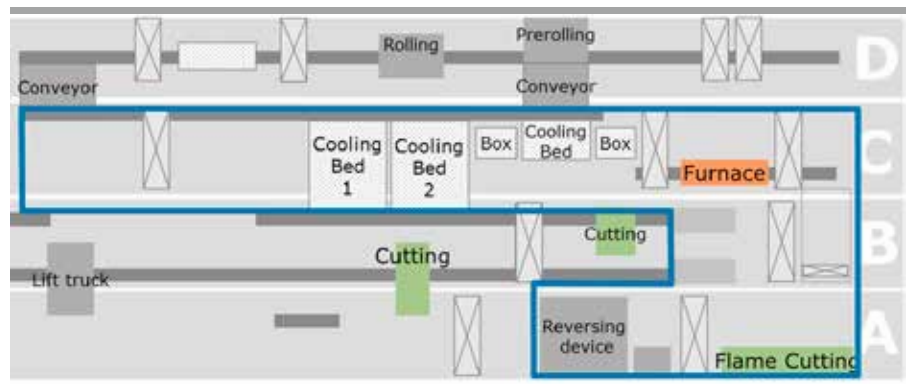 Rolling
Prerolling
D
Conveyor
Conveyor
Cooling
Bed
1
Cooling
Bed
2
Box
Cooling
Bed
Box
C
Furnace
Cutting
B
Cutting
Lift truck
Reversing
device
A
Flame Cutting